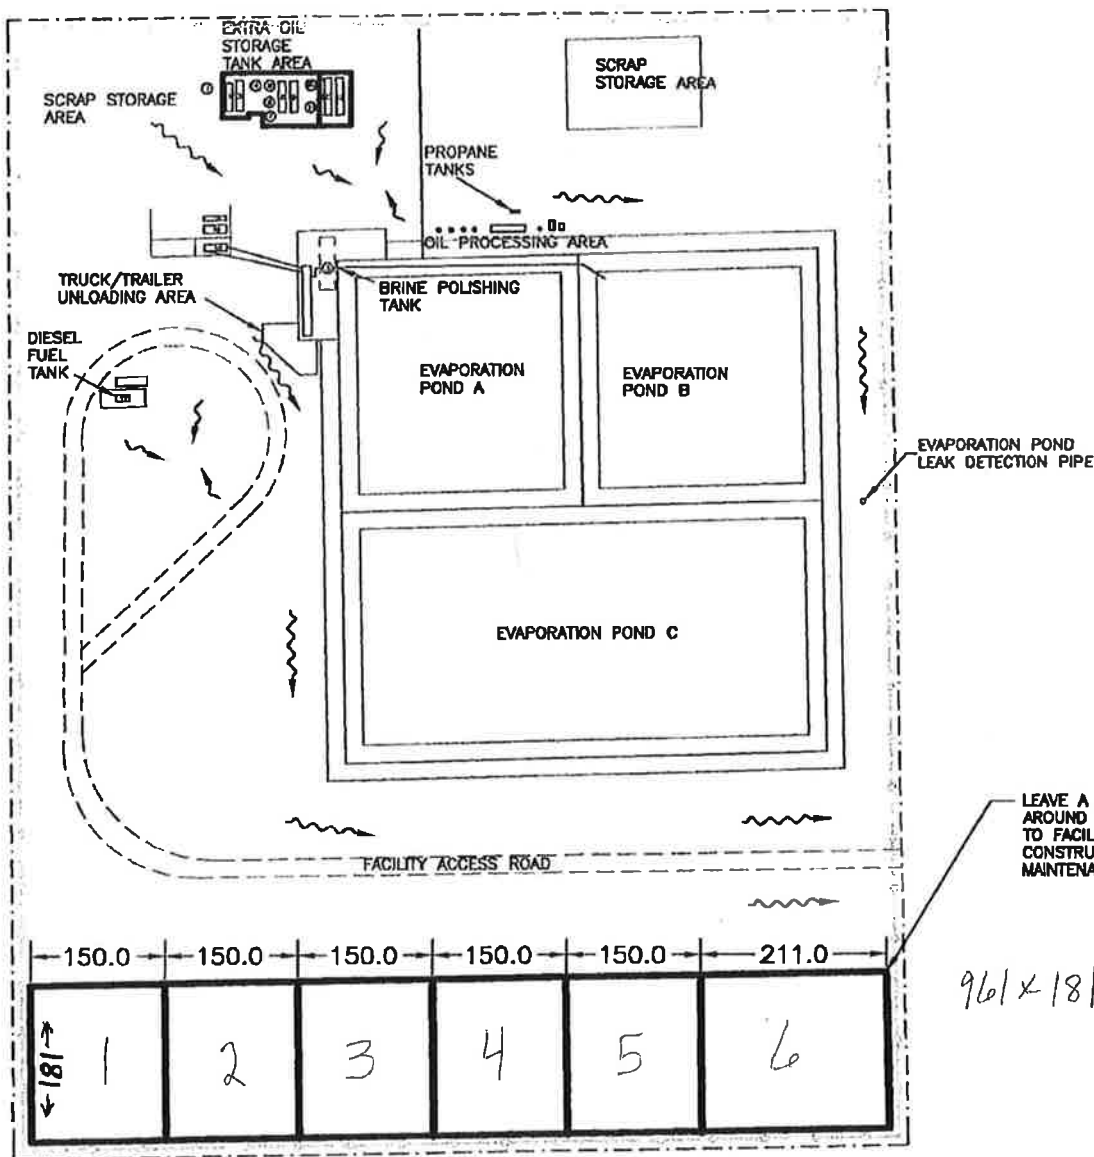 EXTRA OIL
STORAGE
TANK AREA
SCRAP
STORAGE AREA
SCRAP STORAGE
AREA
PROPANE
TANKS
OIL PROCESSING AREA
TRUCK/TRAILER
UNLOADING AREA
BRINE POLISHING
TANK
DIESEL
FUEL
TANK
EVAPORATION
POND A
EVAPORATION
POND B
EVAPORATION POND
LEAK DETECTION PIPE
EVAPORATION POND C
LEAVE A
AROUND
TO FACIL
CONSTRU
MAINTENA
FACILITY ACCESS ROAD
150.0 150.0 150.0 150.0 150.0 211.0
961 x 181
181
1 2 3 4 5 6